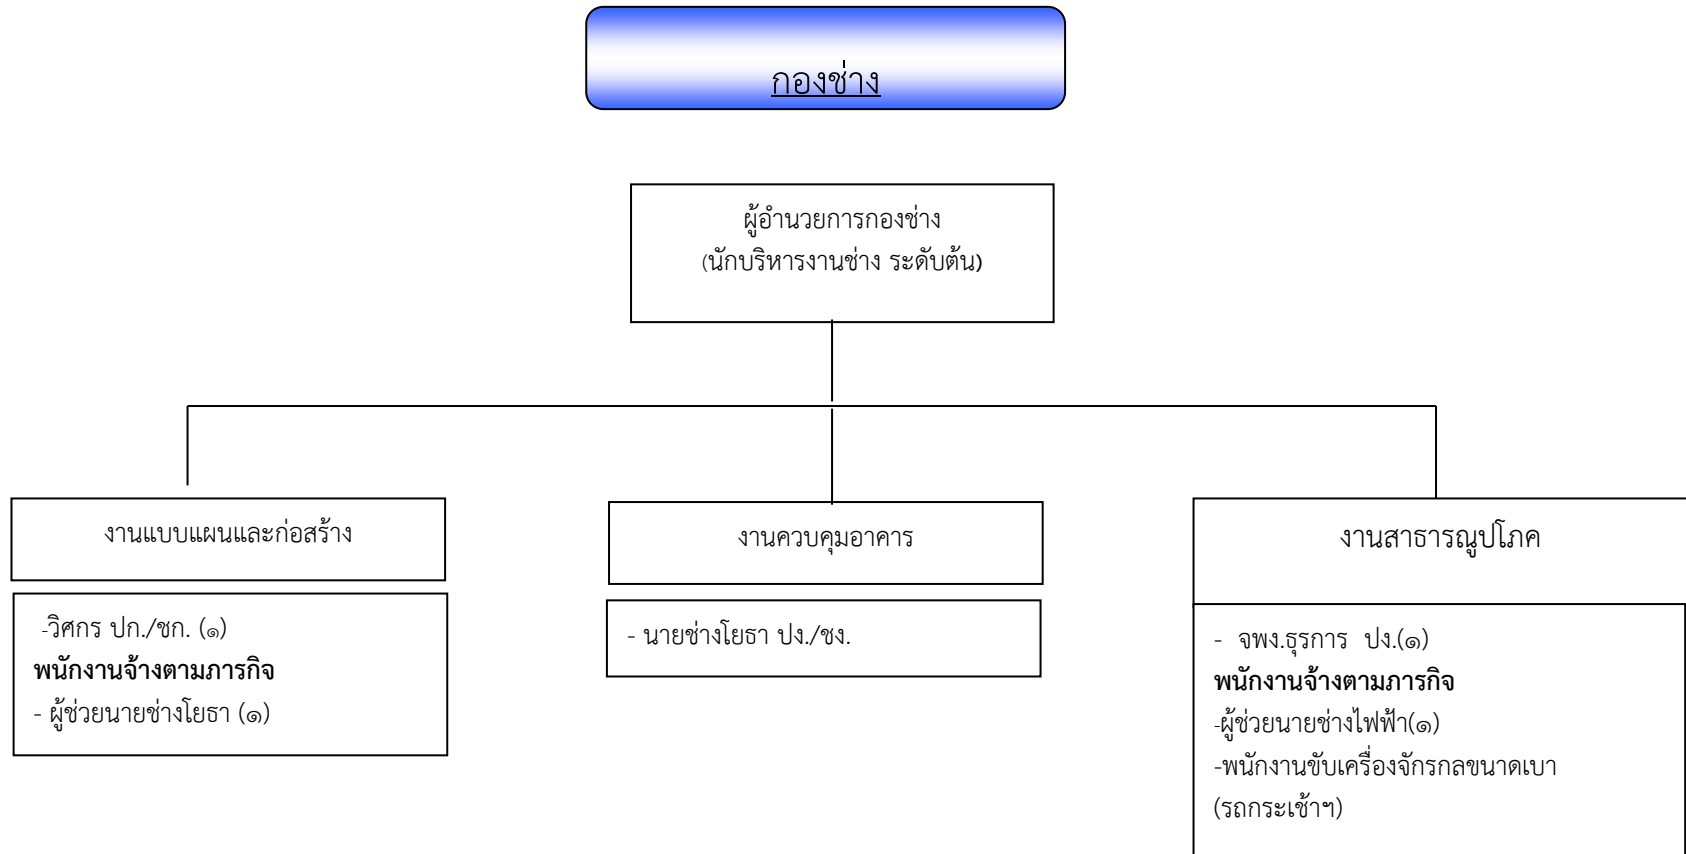 กองช่าง
ผู้อำนวยการกองช่าง
(นักบริหารงานช่าง ระดับต้น)
งานแบบแผนและก่อสร้าง
-วิศกร ปก./ชก. (๑)
พนักงานจ้างตามภารกิจ
- ผู้ช่วยนายช่างโยธา (๑)
งานควบคุมอาคาร
- นายช่างโยธา ปง./ชง.
งานสาธารณูปโภค
- จพง.ธุรการ ปง.(๑)
พนักงานจ้างตามภารกิจ
-ผู้ช่วยนายช่างไฟฟ้า(๑)
-พนักงานขับเครื่องจักรกลขนาดเบา
(รถกระเช้าฯ)